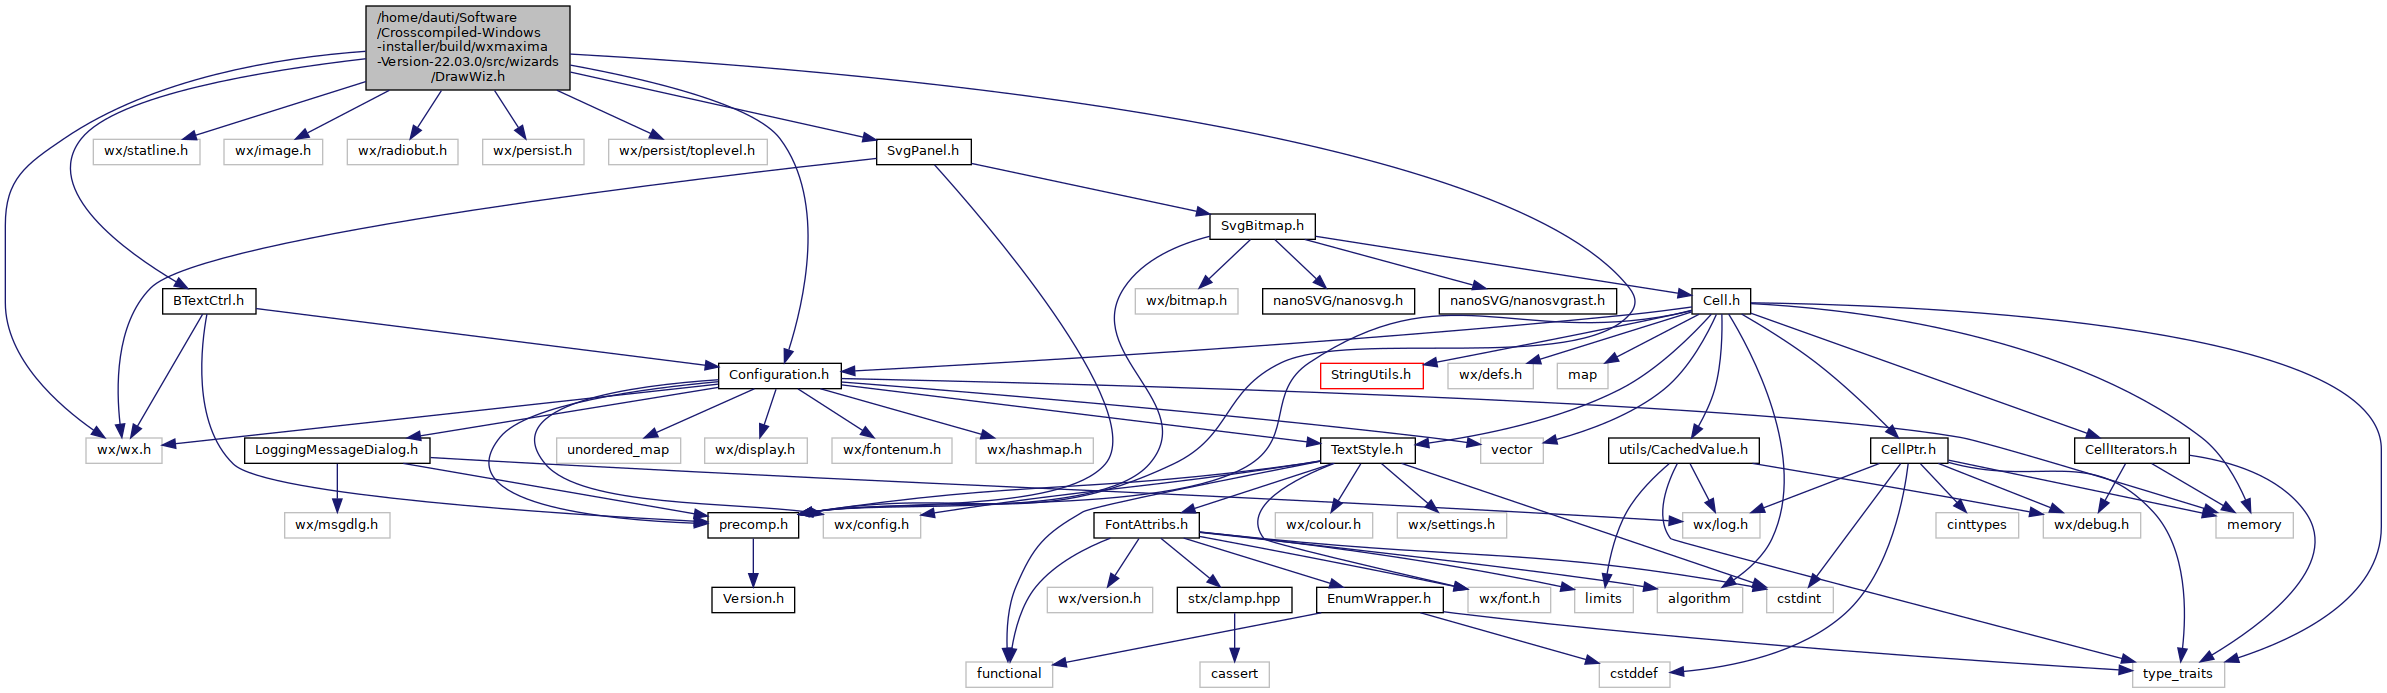 /home/dauti/Software
/Crosscompiled-Windows
-installer/build/wxmaxima
-Version-22.03.0/src/wizards
/DrawWiz.h
wx/statline.h
wx/image.h
wx/radiobut.h
wx/persist.h
wx/persist/toplevel.h
SvgPanel.h
SvgBitmap.h
BTextCtrl.h
wx/bitmap.h
nanoSVG/nanosvg.h
nanoSVG/nanosvgrast.h
Cell.h
Configuration.h
StringUtils.h
wx/defs.h
map
wx/wx.h
LoggingMessageDialog.h
unordered_map
wx/display.h
wx/fontenum.h
wx/hashmap.h
TextStyle.h
vector
utils/CachedValue.h
CellPtr.h
CellIterators.h
wx/msgdlg.h
precomp.h
wx/config.h
FontAttribs.h
wx/colour.h
wx/settings.h
wx/log.h
cinttypes
wx/debug.h
memory
Version.h
wx/version.h
stx/clamp.hpp
EnumWrapper.h
wx/font.h
limits
algorithm
cstdint
functional
cassert
cstddef
type_traits